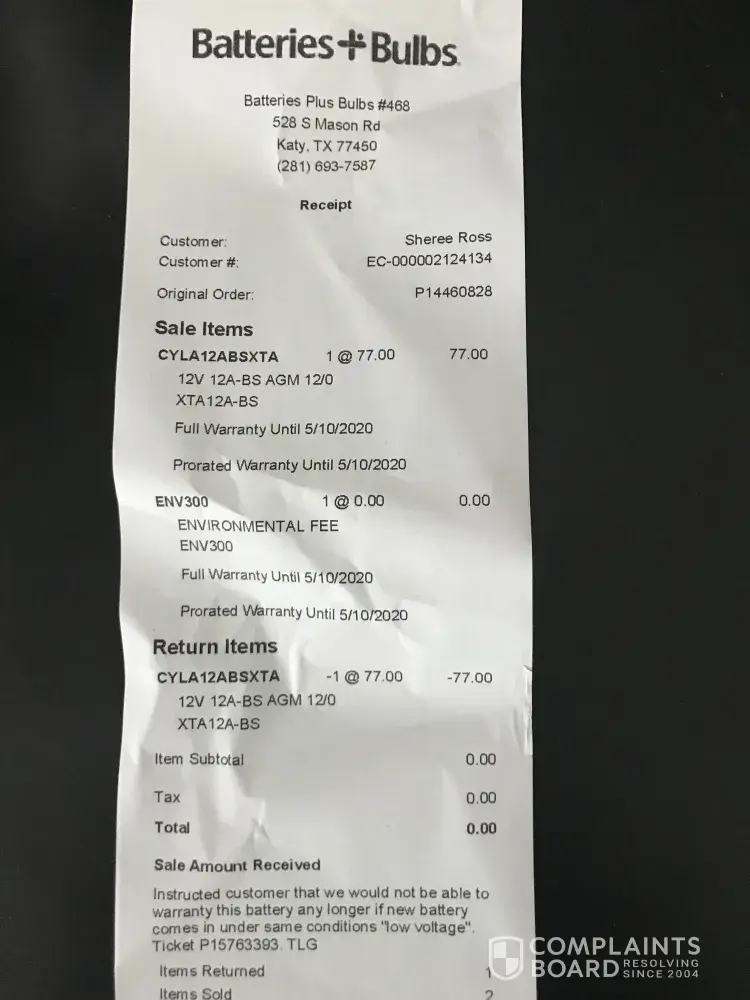 Batteries+Bulbs
Batteries Plus Bulbs #468
528 S Mason Rd
Katy, TX 77450
(281) 693-7587
Receipt
Customer: Sheree Ross
Customer #: EC-000002124134
Original Order: P14460828
Sale Items
CYLA12ABSXTA 1 @ 77.00 77.00
12V 12A-BS AGM 12/0
XTA12A-BS
Full Warranty Until 5/10/2020
Prorated Warranty Until 5/10/2020
ENV300 1 @ 0.00 0.00
ENVIRONMENTAL FEE
ENV300
Full Warranty Until 5/10/2020
Prorated Warranty Until 5/10/2020
Return Items
CYLA12ABSXTA -1 @ 77.00 -77.00
12V 12A-BS AGM 12/0
XTA12A-BS
Item Subtotal 0.00
Tax 0.00
Total 0.00
Sale Amount Received
Instructed customer that we would not be able to
warranty this battery any longer if new battery
comes in under same conditions "low voltage".
Ticket P15763393. TLG
Items Returned 1
Items Sold 2
COMPLAINTS
BOARD RESOLVING
SINCE 2004